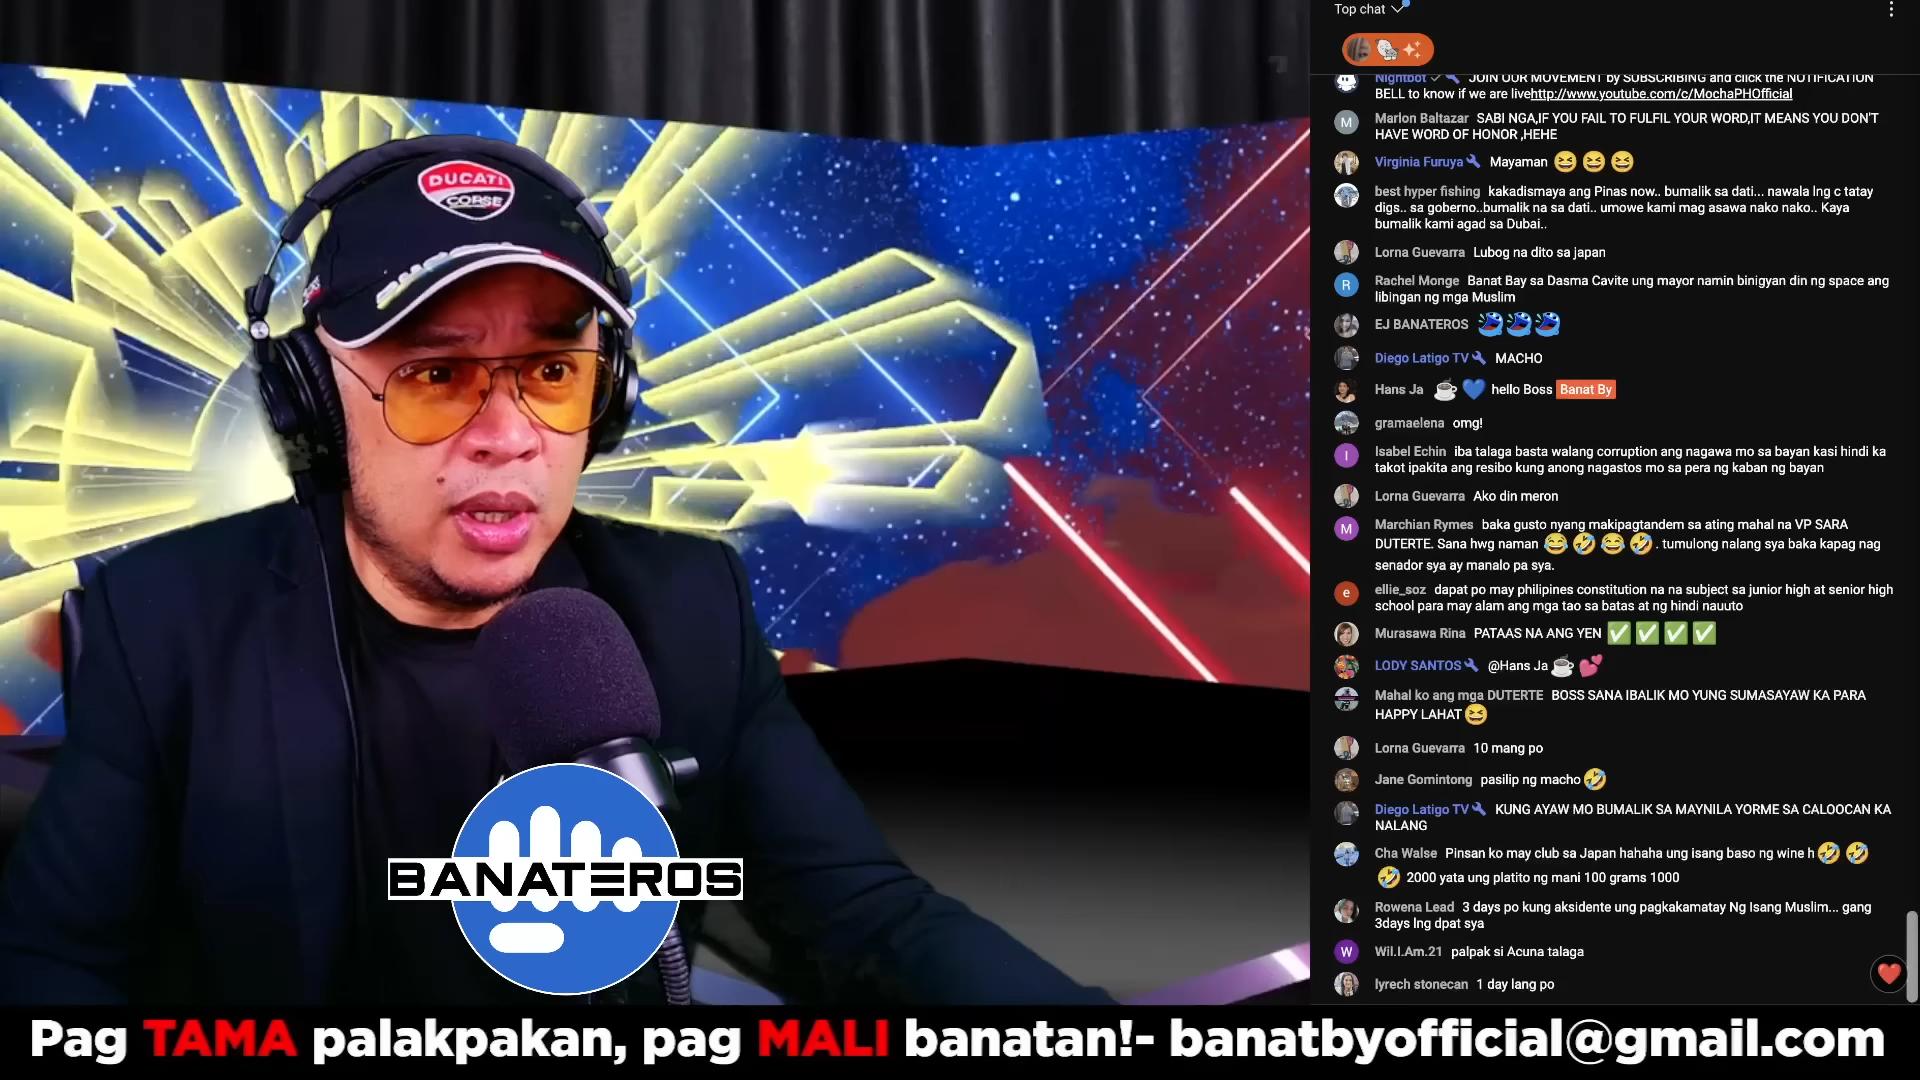 Top chat
Nightbot JOIN OUR MOVEMENT by SUBSCRIBING and click the NOTIFICATION
BELL to know if we are livehttp://www.youtube.com/c/MochaPHOfficial
M Marlon Baltazar SABI NGA,IF YOU FAIL TO FULFIL YOUR WORD,IT MEANS YOU DON'T
HAVE WORD OF HONOR ,HEHE
Virginia Furuya Mayaman 😆 😆 😆
best hyper fishing kakadismaya ang Pinas now.. bumalik sa dati... nawala lng c tatay
digs.. sa goberno..bumalik na sa dati.. umowe kami mag asawa nako nako.. Kaya
bumalik kami agad sa Dubai..
Lorna Guevarra Lubog na dito sa japan
R Rachel Monge Banat Bay sa Dasma Cavite ung mayor namin binigyan din ng space ang
libingan ng mga Muslim
EJ BANATEROS
Diego Latigo TV MACHO
Hans Ja ☕ 💙 hello Boss Banat By
gramaelena omg!
I Isabel Echin iba talaga basta walang corruption ang nagawa mo sa bayan kasi hindi ka
takot ipakita ang resibo kung anong nagastos mo sa pera ng kaban ng bayan
Lorna Guevarra Ako din meron
M Marchian Rymes baka gusto nyang makipagtandem sa ating mahal na VP SARA
DUTERTE. Sana hwg naman 😂 🤣 😂 🤣 . tumulong nalang sya baka kapag nag
senador sya ay manalo pa sya.
e ellie_soz dapat po may philipines constitution na na subject sa junior high at senior high
school para may alam ang mga tao sa batas at ng hindi nauuto
Murasawa Rina PATAAS NA ANG YEN ✅ ✅ ✅ ✅
LODY SANTOS @Hans Ja ☕ 💕
Mahal ko ang mga DUTERTE BOSS SANA IBALIK MO YUNG SUMASAYAW KA PARA
HAPPY LAHAT 😆
Lorna Guevarra 10 mang po
Jane Gomintong pasilip ng macho 🤣
Diego Latigo TV KUNG AYAW MO BUMALIK SA MAYNILA YORME SA CALOOCAN KA
NALANG
Cha Walse Pinsan ko may club sa Japan hahaha ung isang baso ng wine h 🤣 🤣
🤣 2000 yata ung platito ng mani 100 grams 1000
Rowena Lead 3 days po kung aksidente ung pagkakamatay Ng Isang Muslim... gang
3days lng dpat sya
W Wil.I.Am.21 palpak si Acuna talaga
lyrech stonecan 1 day lang po
DUCATI
CORSE
BANATEROS
Pag TAMA palakpakan, pag MALI banatan!- banatbyofficial@gmail.com